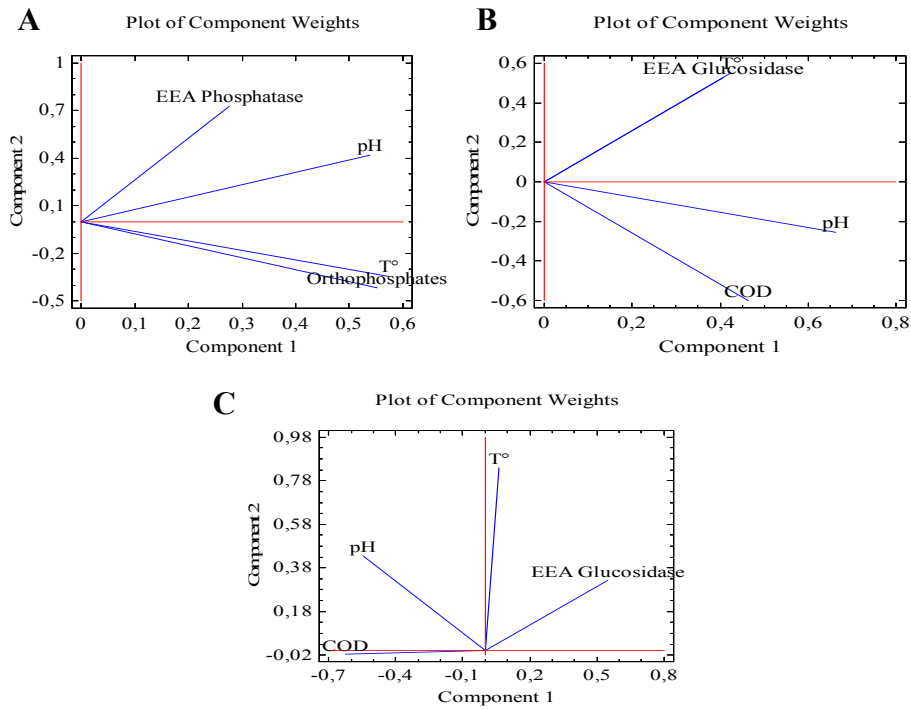 A
Plot of Component Weights
1
0,7
0,4
0,1
-0,2
-0,5
Component 2
EEA Phosphatase
pH
T°
Orthophosphates
0 0,1 0,2 0,3 0,4 0,5 0,6
Component 1
B
Plot of Component Weights
0,6
0,4
0,2
0
-0,2
-0,4
-0,6
Component 2
T°
EEA Glucosidase
pH
COD
0 0,2 0,4 0,6 0,8
Component 1
C
Plot of Component Weights
0,98
0,78
0,58
0,38
0,18
-0,02
Component 2
T°
pH
EEA Glucosidase
COD
-0,7 -0,4 -0,1 0,2 0,5 0,8
Component 1